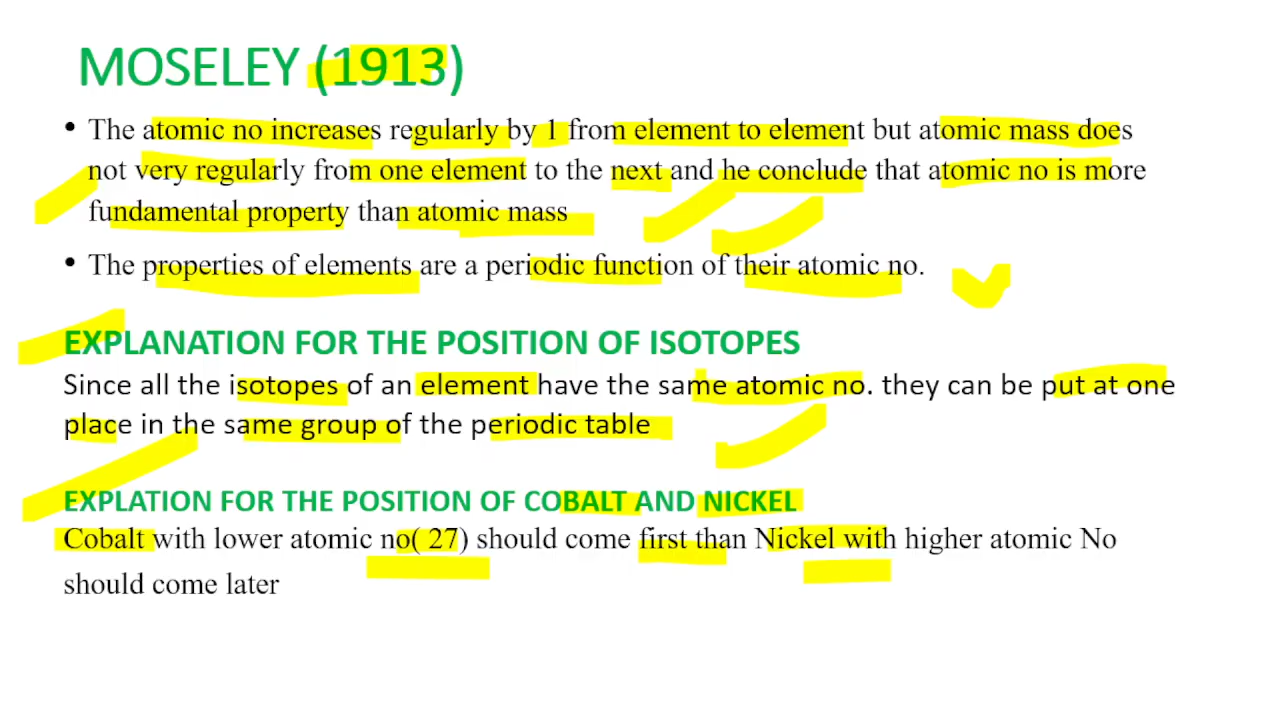 MOSELEY (1913)
• The atomic no increases regularly by 1 from element to element but atomic mass does
not very regularly from one element to the next and he conclude that atomic no is more
fundamental property than atomic mass
• The properties of elements are a periodic function of their atomic no.
EXPLANATION FOR THE POSITION OF ISOTOPES
Since all the isotopes of an element have the same atomic no. they can be put at one
place in the same group of the periodic table
EXPLATION FOR THE POSITION OF COBALT AND NICKEL
Cobalt with lower atomic no( 27) should come first than Nickel with higher atomic No
should come later